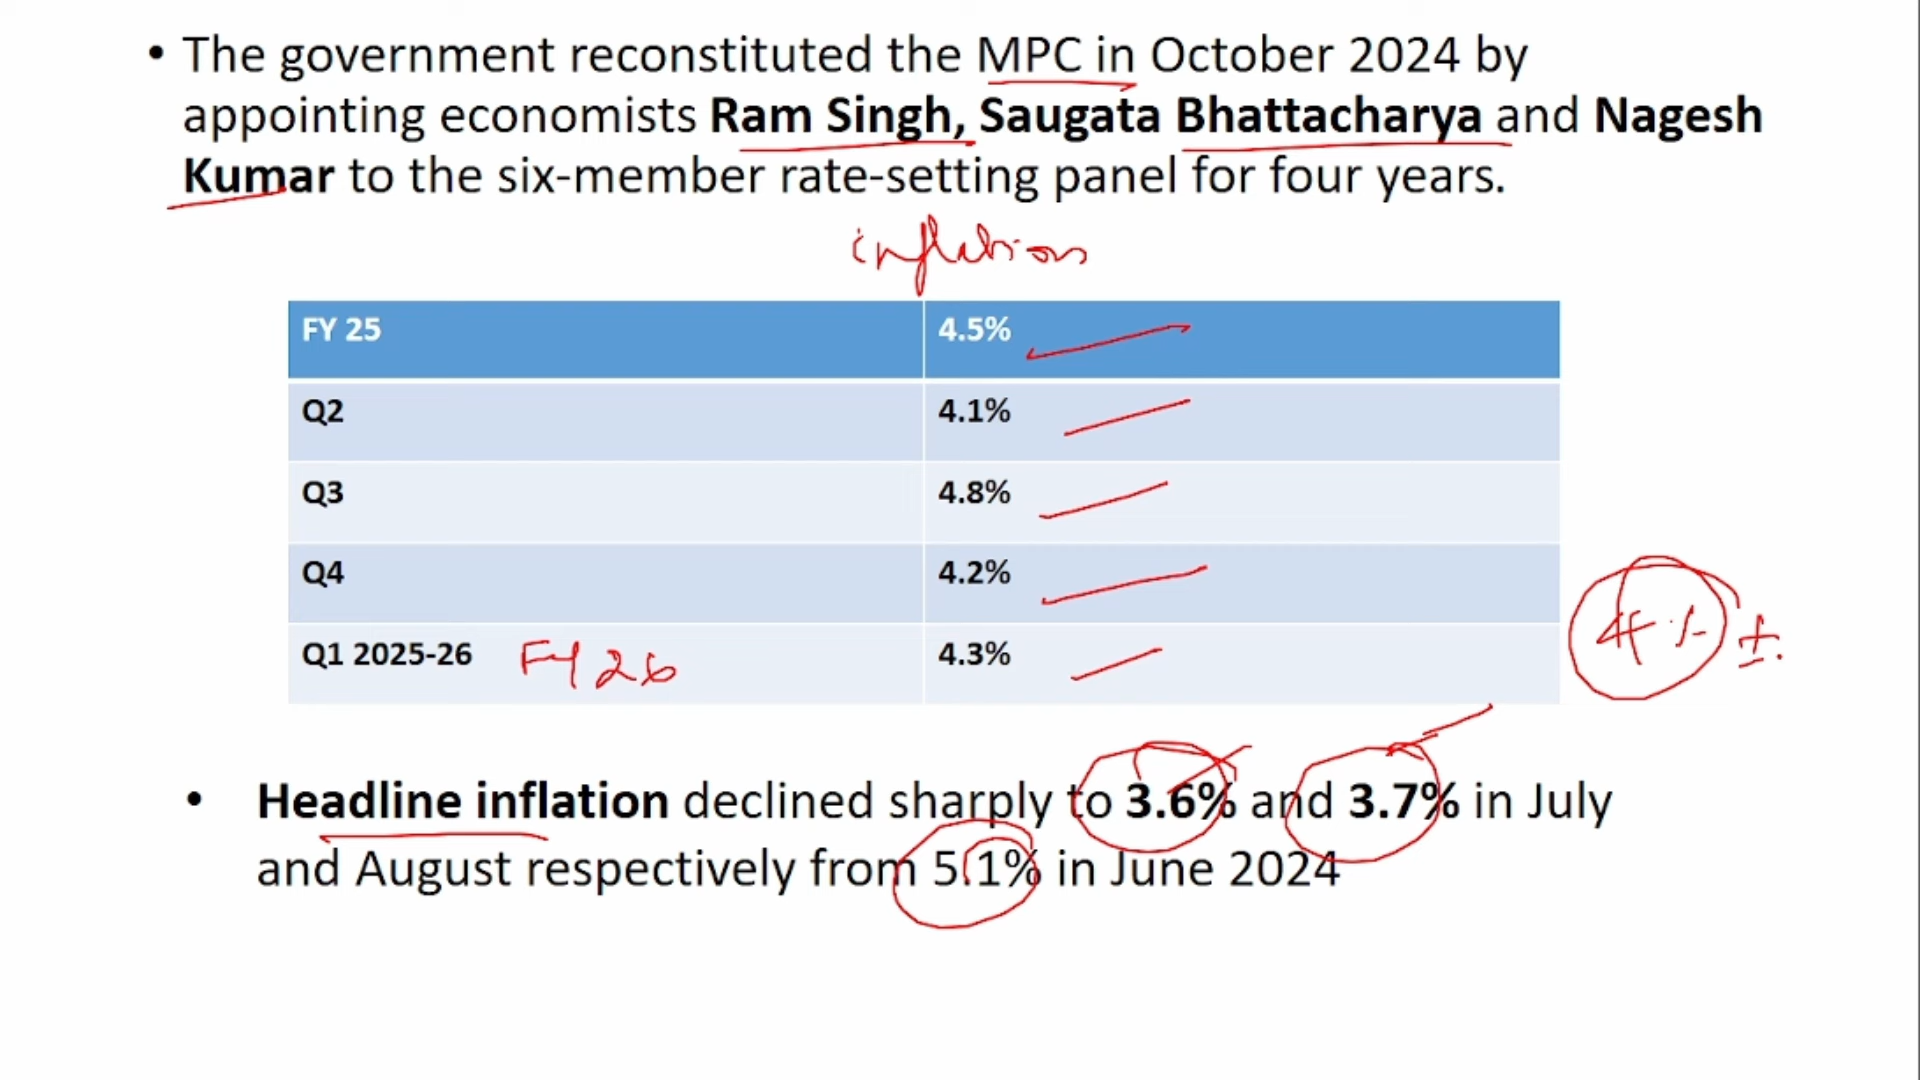 • The government reconstituted the MPC in October 2024 by
appointing economists Ram Singh, Saugata Bhattacharya and Nagesh
Kumar to the six-member rate-setting panel for four years.
inflation
FY 25 4.5%
Q2 4.1%
Q3 4.8%
Q4 4.2%
Q1 2025-26 FY 26 4.3%
4% ±.
• Headline inflation declined sharply to 3.6% and 3.7% in July
and August respectively from 5.1% in June 2024